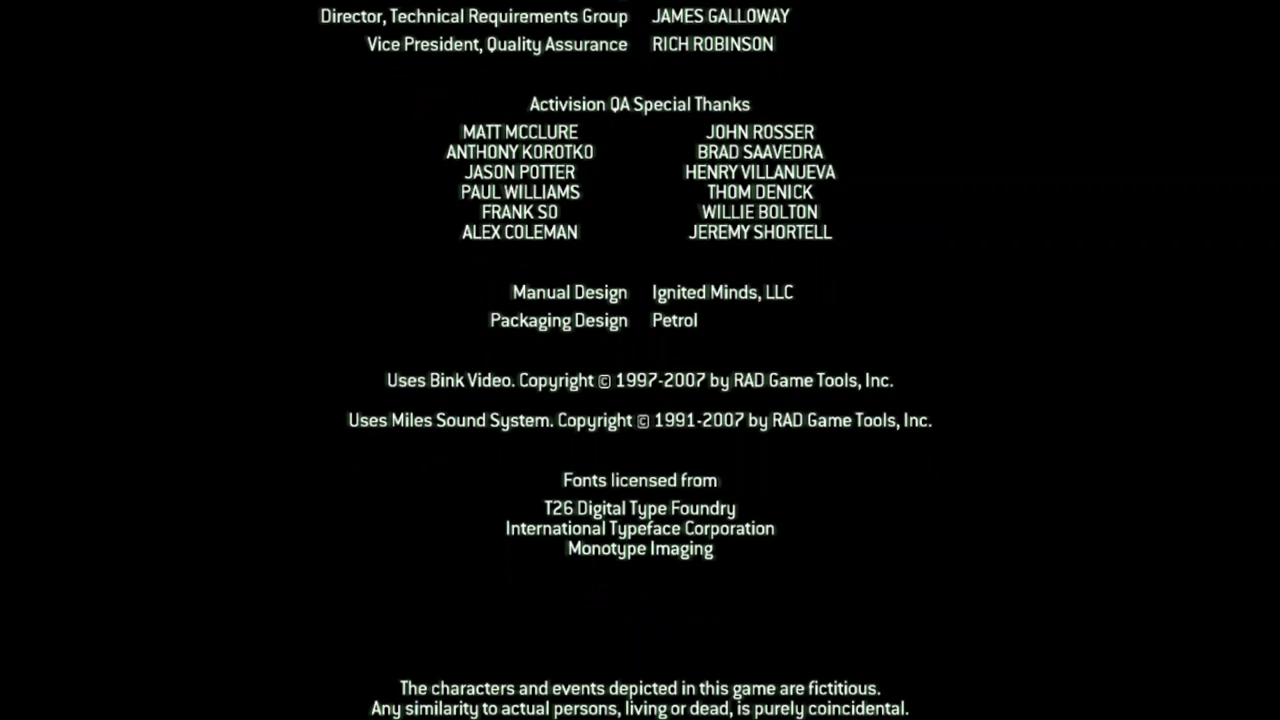 Director, Technical Requirements Group JAMES GALLOWAY
Vice President, Quality Assurance RICH ROBINSON
Activision QA Special Thanks
MATT MCCLURE JOHN ROSSER
ANTHONY KOROTKO BRAD SAAVEDRA
JASON POTTER HENRY VILLANUEVA
PAUL WILLIAMS THOM DENICK
FRANK SO WILLIE BOLTON
ALEX COLEMAN JEREMY SHORTELL
Manual Design Ignited Minds, LLC
Packaging Design Petrol
Uses Bink Video. Copyright © 1997-2007 by RAD Game Tools, Inc.
Uses Miles Sound System. Copyright © 1991-2007 by RAD Game Tools, Inc.
Fonts licensed from
T26 Digital Type Foundry
International Typeface Corporation
Monotype Imaging
The characters and events depicted in this game are fictitious.
Any similarity to actual persons, living or dead, is purely coincidental.